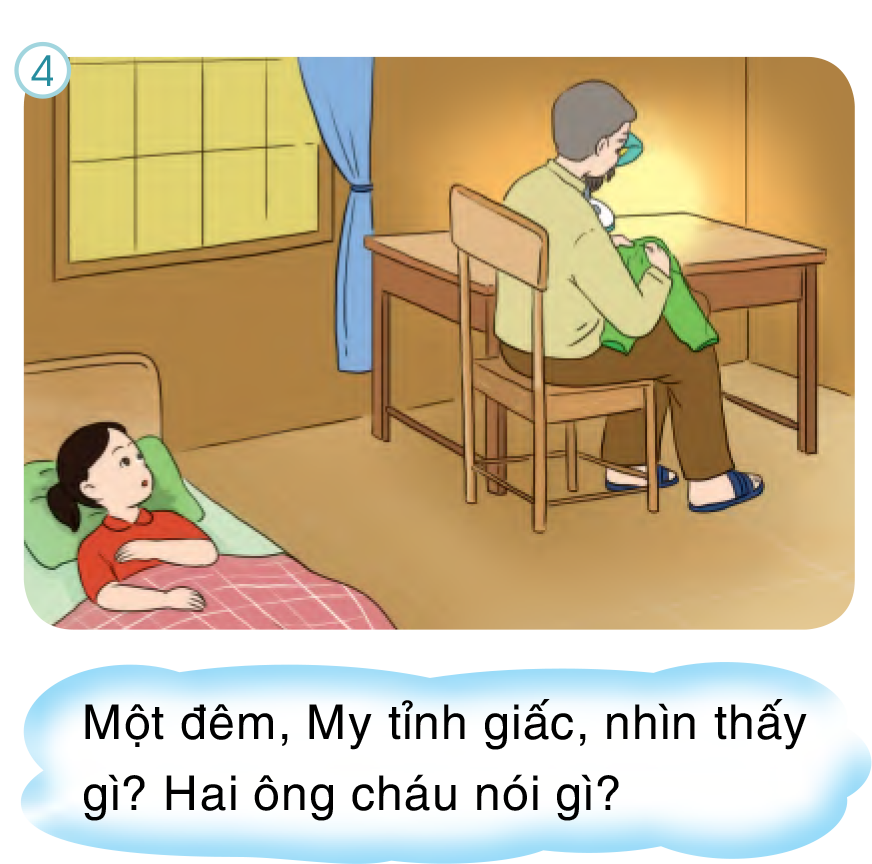 4
Một đêm, My tỉnh giấc, nhìn thấy
gì? Hai ông cháu nói gì?